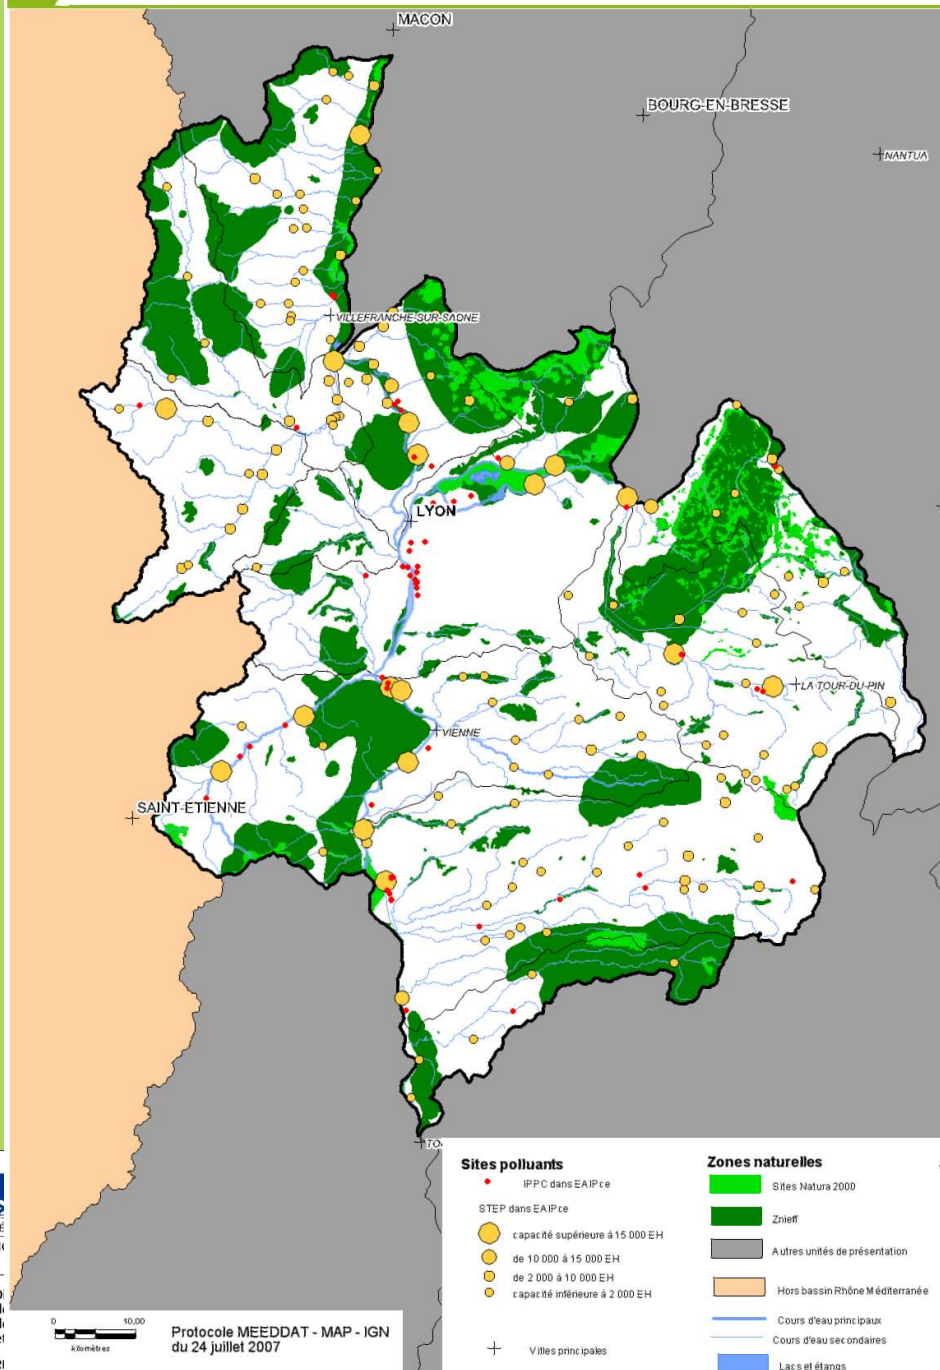 MACON
BOURG-EN-BRESSE
NANTUA
VILLEFRANCHE-SUR-SAONE
LYON
LA TOUR-DU-PIN
VIENNE
SAINT-ETIENNE
Sites polluants
IPPC dans EAIPce
STEP dans EAIPce
capacité supérieure à 15 000 EH
de 10 000 à 15 000 EH
de 2 000 à 10 000 EH
capacité inférieure à 2 000 EH
Villes principales
Zones naturelles
Sites Natura 2000
Znieff
Autres unités de présentation
Hors bassin Rhône Méditerranée
Cours d'eau principaux
Cours d'eau secondaires
Lacs et étangs
0 10,00
kilomètres
Protocole MEEDDAT - MAP - IGN
du 24 juillet 2007